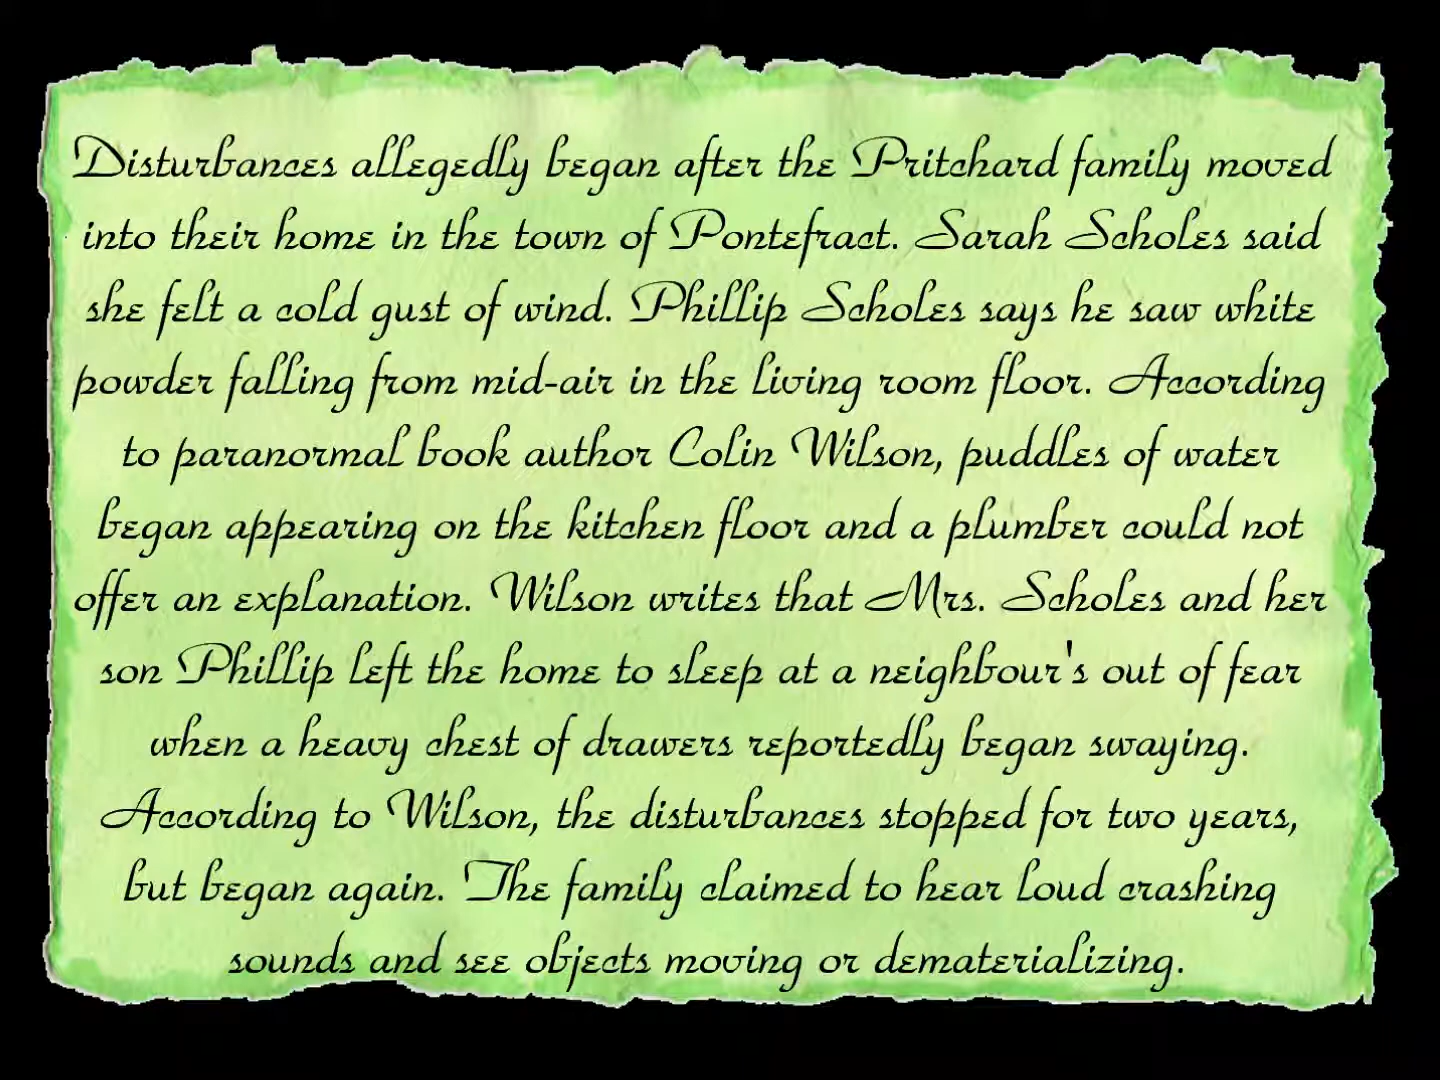 Disturbances allegedly began after the Pritchard family moved
into their home in the town of Pontefract. Sarah Scholes said
she felt a cold gust of wind. Phillip Scholes says he saw white
powder falling from mid-air in the living room floor. According
to paranormal book author Colin Wilson, puddles of water
began appearing on the kitchen floor and a plumber could not
offer an explanation. Wilson writes that Mrs. Scholes and her
son Phillip left the home to sleep at a neighbour's out of fear
when a heavy chest of drawers reportedly began swaying.
According to Wilson, the disturbances stopped for two years,
but began again. The family claimed to hear loud crashing
sounds and see objects moving or dematerializing.